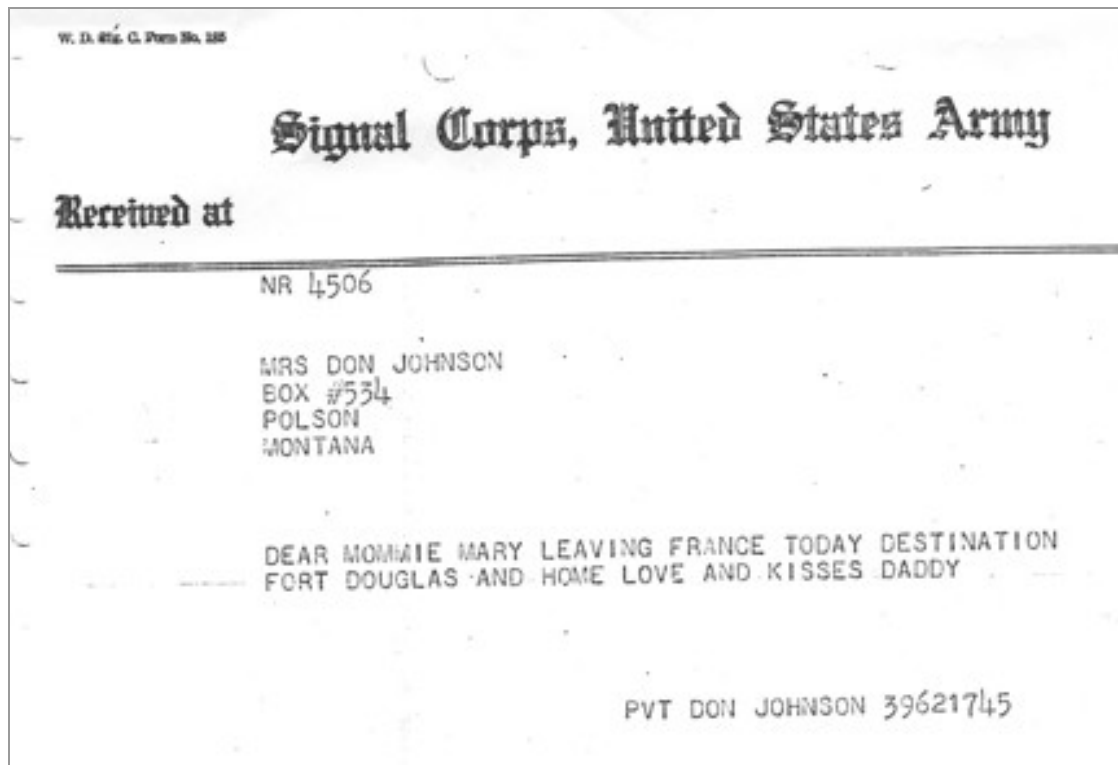 W. D. Sig. C. Form No. 185
Signal Corps, United States Army
Received at
NR 4506
MRS DON JOHNSON
BOX #534
POLSON
MONTANA
DEAR MOMMIE MARY LEAVING FRANCE TODAY DESTINATION
FORT DOUGLAS AND HOME LOVE AND KISSES DADDY
PVT DON JOHNSON 39621745